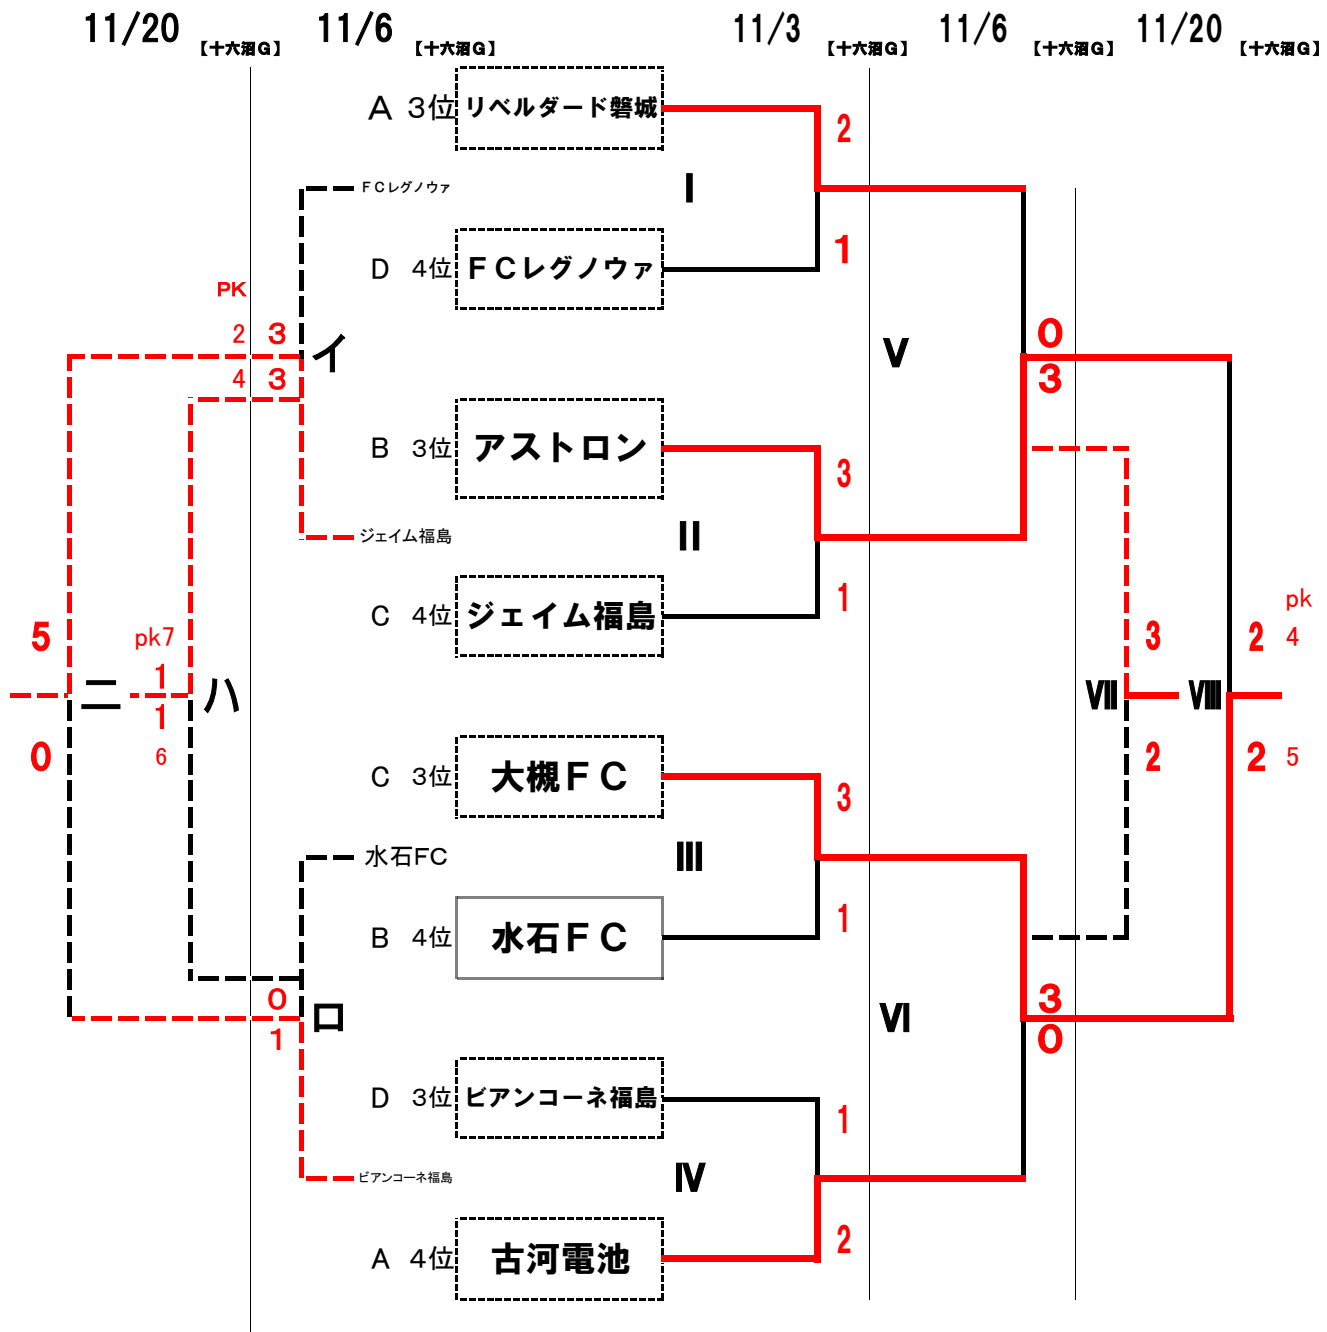 11/20 【十六沼G】 11/6 【十六沼G】 11/3 【十六沼G】 11/6 【十六沼G】 11/20 【十六沼G】
A 3位 リベルダード磐城 2
FCレグノウァ I
D 4位 FCレグノウァ 1
PK
2 3 イ V 0
4 3 3
B 3位 アストロン 3
ジェイム福島 II
C 4位 ジェイム福島 1 pk
5 pk7 3 2 4
1
ニ ハ VII VIII
1
0 6 2 2 5
C 3位 大槻FC 3
水石FC III
B 4位 水石FC 1
0 ロ VI 3
1 0
D 3位 ビアンコーネ福島 1
ビアンコーネ福島 IV
A 4位 古河電池 2